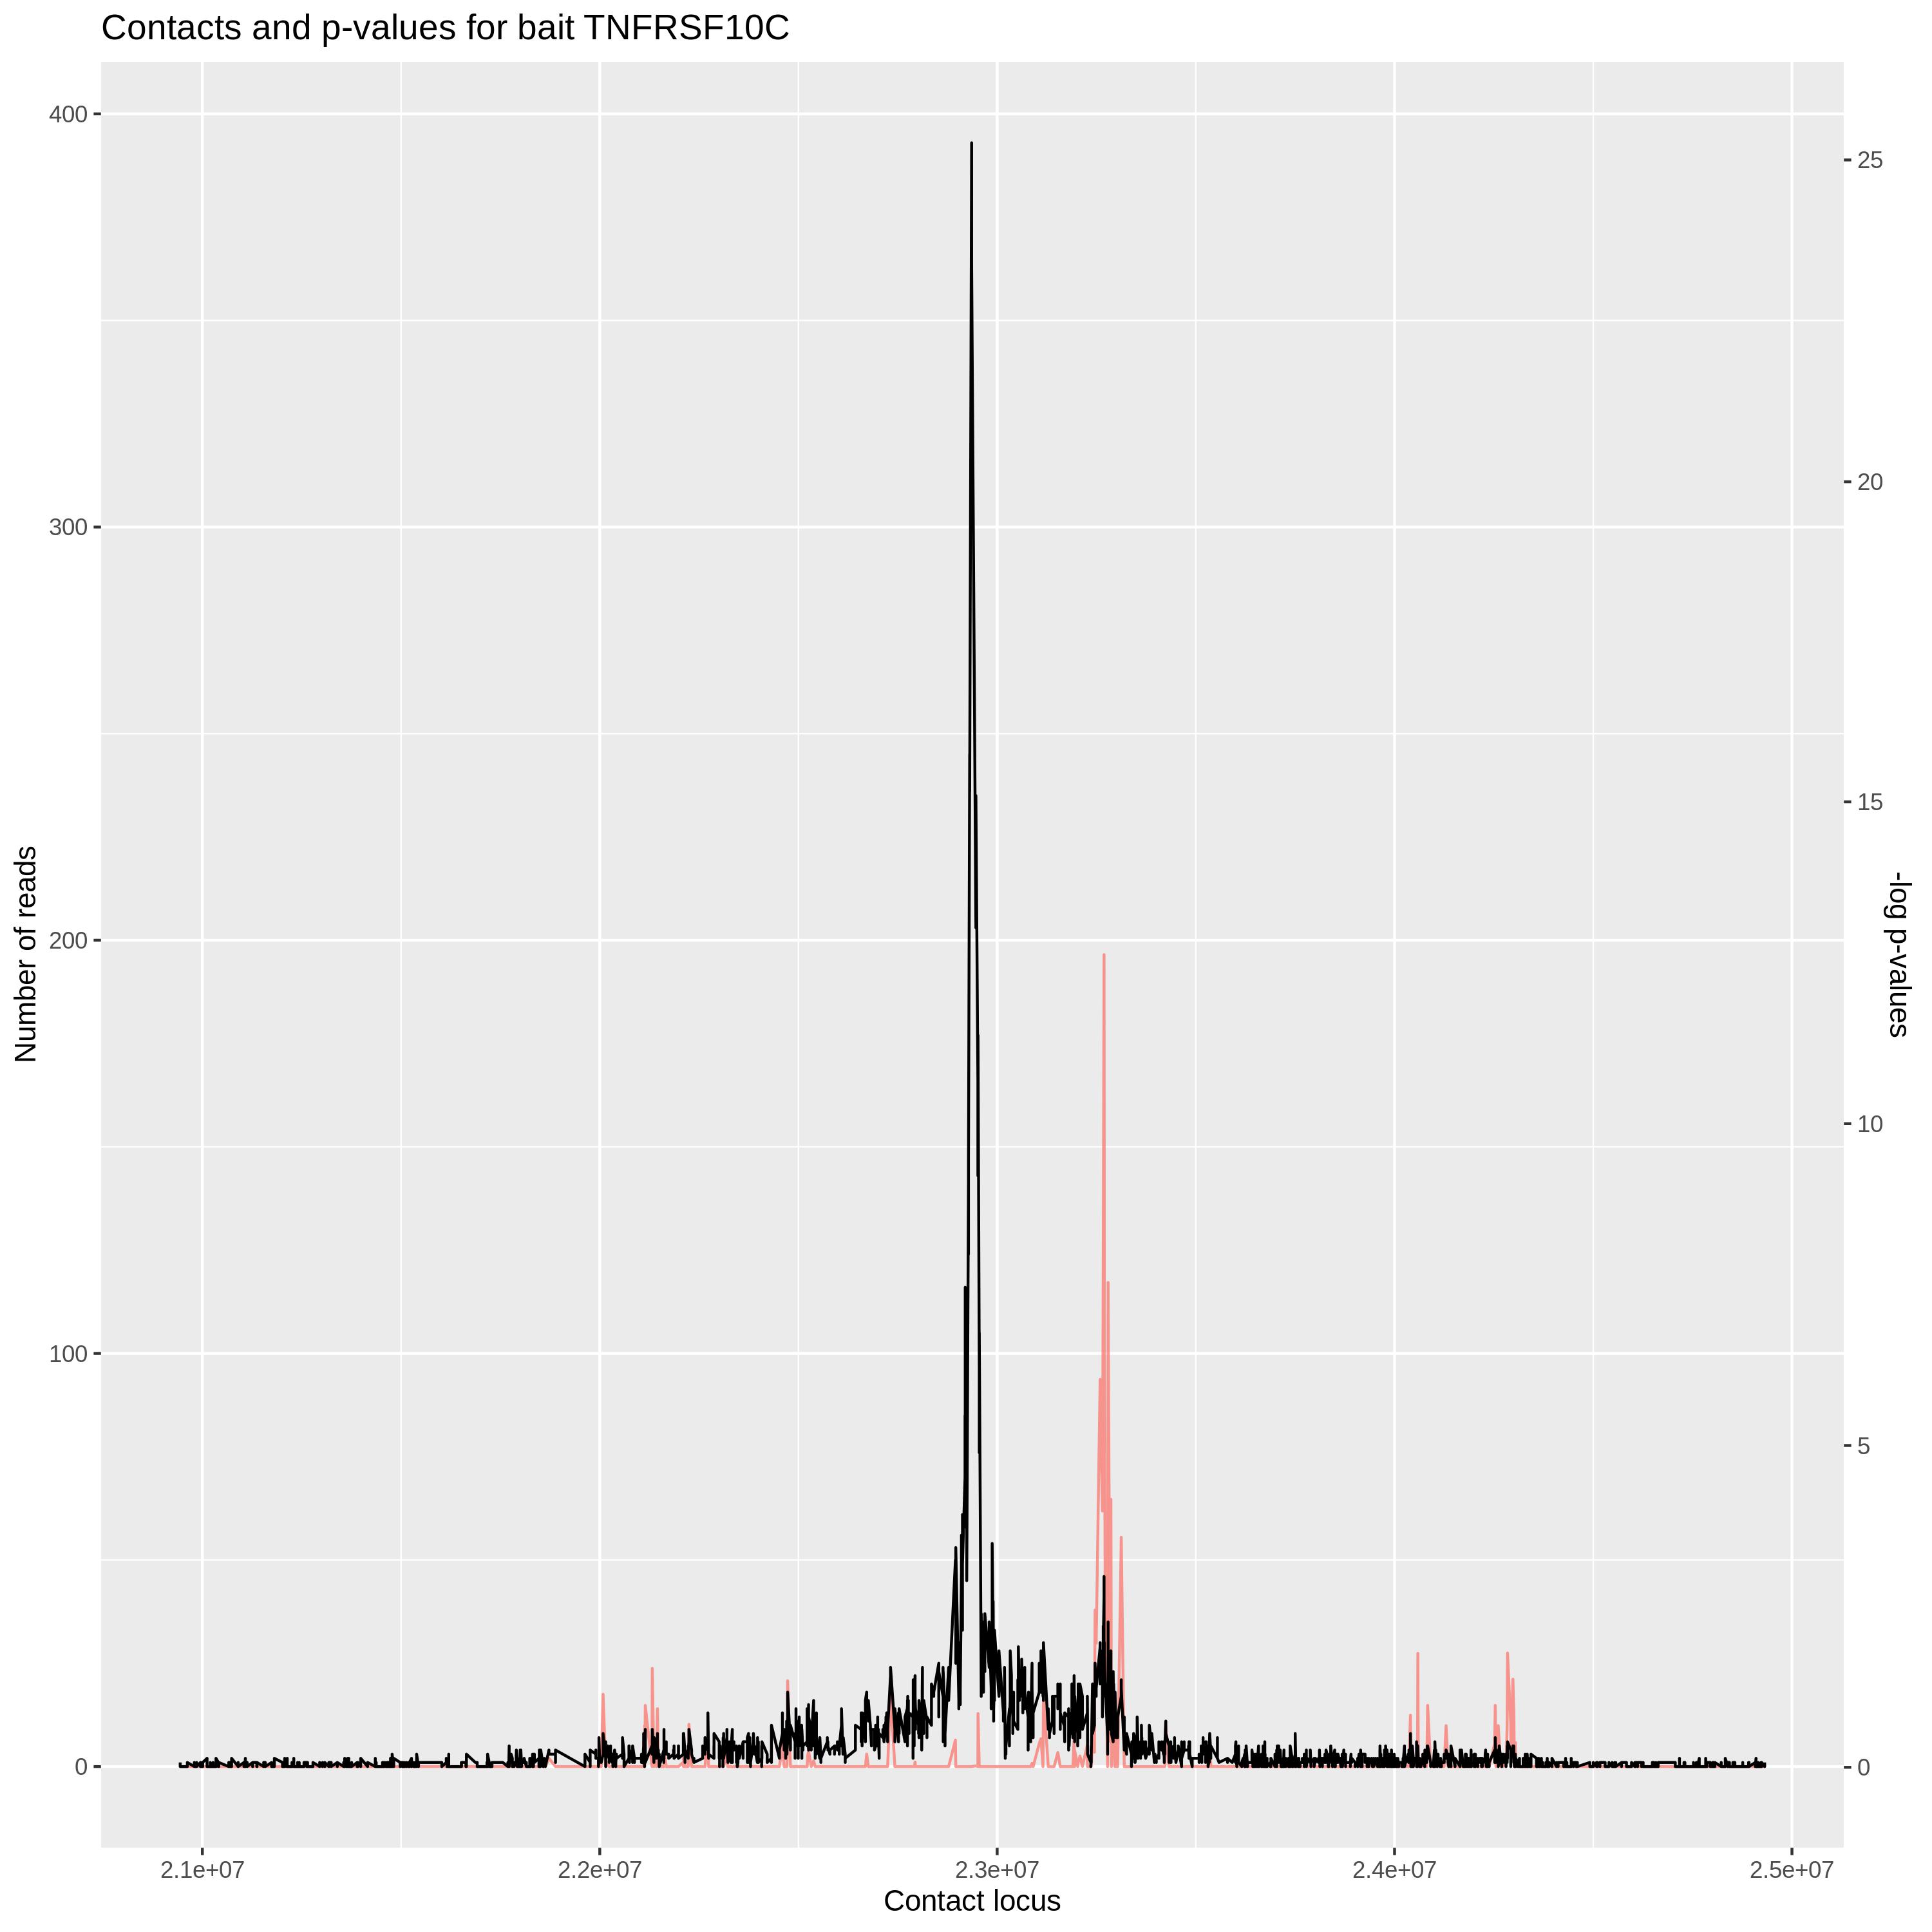 Contacts and p-values for bait TNFRSF10C
400
300
200
100
0
Number of reads
25
20
15
10
5
0
-log p-values
2.1e+07 2.2e+07 2.3e+07 2.4e+07 2.5e+07
Contact locus